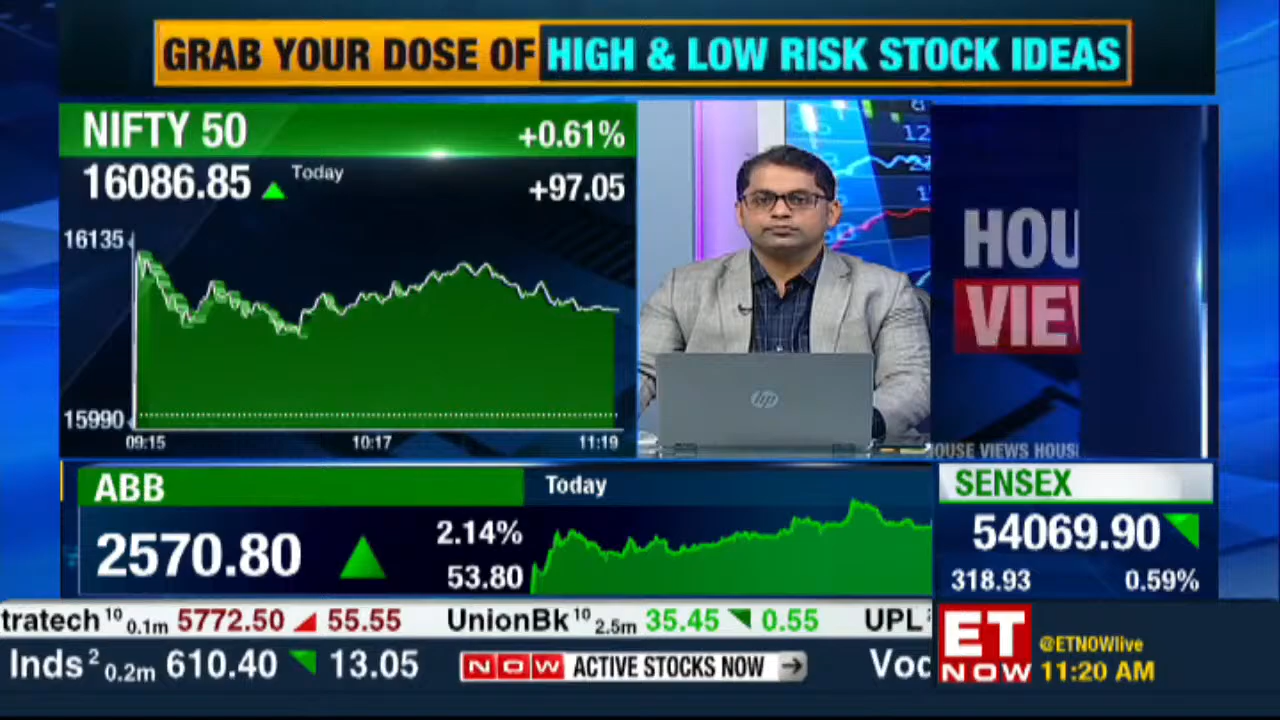 GRAB YOUR DOSE OF HIGH & LOW RISK STOCK IDEAS
NIFTY 50 +0.61%
16086.85 Today +97.05
16135
15990
09:15 10:17 11:19
hp
HOU
VIE
HOUSE VIEWS HOUS
ABB Today
2570.80 2.14%
53.80
SENSEX
54069.90
318.93 0.59%
tratech 10 0.1m 5772.50 55.55 UnionBk 10 2.5m 35.45 0.55 UPL
Inds 2 0.2m 610.40 13.05 NOW ACTIVE STOCKS NOW Voc
ET NOW
@ETNOWlive
11:20 AM